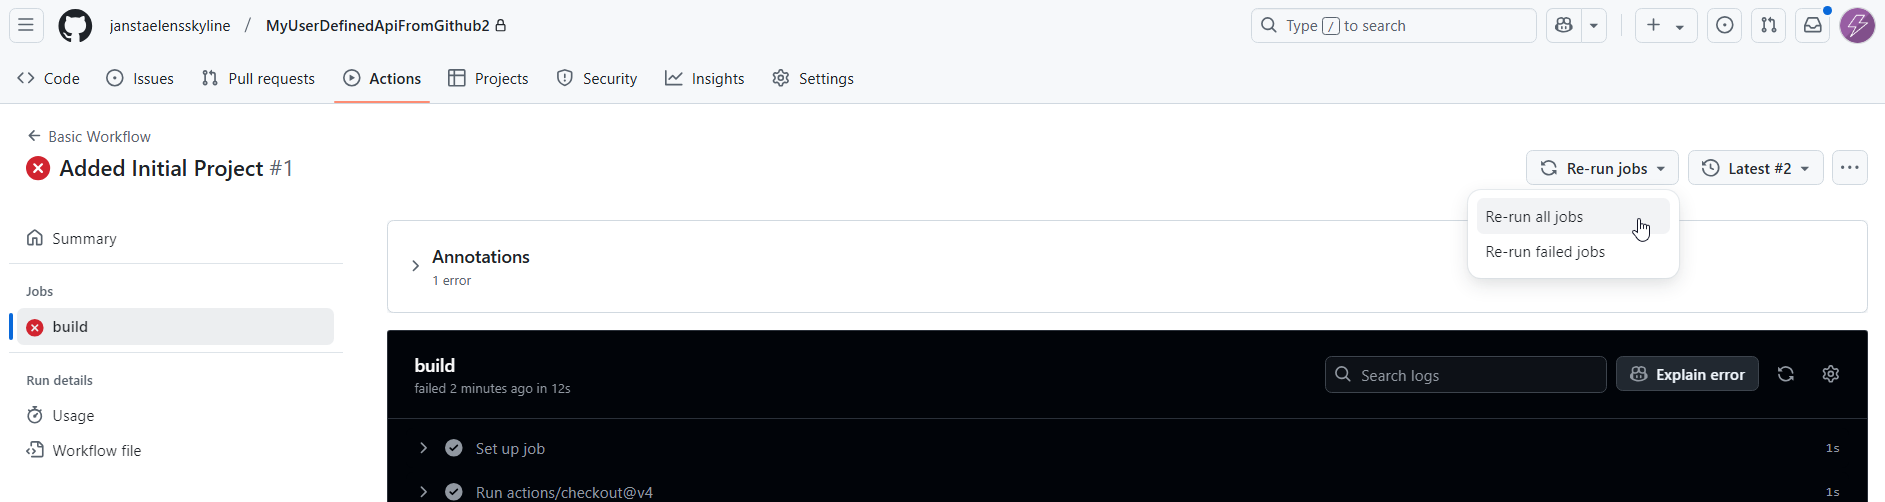 janstaelensskyline / MyUserDefinedApiFromGithub2
Type / to search
Code Issues Pull requests Actions Projects Security Insights Settings
Basic Workflow
Added Initial Project #1
Re-run jobs
Latest #2
Re-run all jobs
Re-run failed jobs
Summary
Jobs
build
Run details
Usage
Workflow file
Annotations
1 error
build
failed 2 minutes ago in 12s
Search logs
Explain error
Set up job 1s
Run actions/checkout@v4 1s